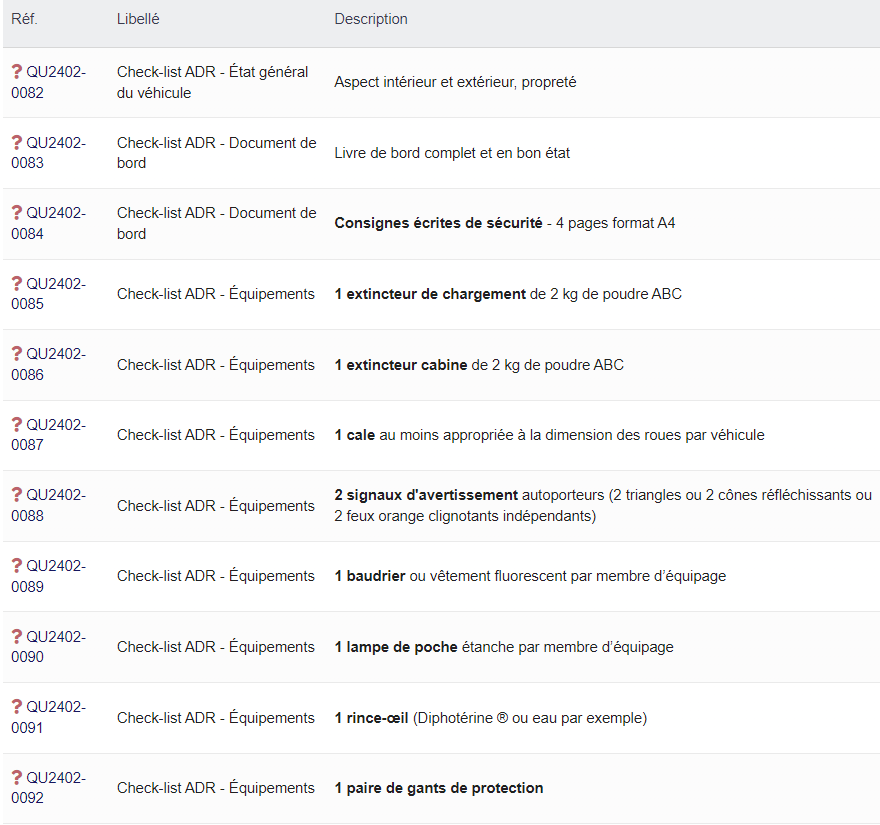 Réf. Libellé Description
? QU2402-0082 Check-list ADR - État général du véhicule Aspect intérieur et extérieur, propreté
? QU2402-0083 Check-list ADR - Document de bord Livre de bord complet et en bon état
? QU2402-0084 Check-list ADR - Document de bord Consignes écrites de sécurité - 4 pages format A4
? QU2402-0085 Check-list ADR - Équipements 1 extincteur de chargement de 2 kg de poudre ABC
? QU2402-0086 Check-list ADR - Équipements 1 extincteur cabine de 2 kg de poudre ABC
? QU2402-0087 Check-list ADR - Équipements 1 cale au moins appropriée à la dimension des roues par véhicule
? QU2402-0088 Check-list ADR - Équipements 2 signaux d'avertissement autoporteurs (2 triangles ou 2 cônes réfléchissants ou 2 feux orange clignotants indépendants)
? QU2402-0089 Check-list ADR - Équipements 1 baudrier ou vêtement fluorescent par membre d’équipage
? QU2402-0090 Check-list ADR - Équipements 1 lampe de poche étanche par membre d’équipage
? QU2402-0091 Check-list ADR - Équipements 1 rince-œil (Diphotérine ® ou eau par exemple)
? QU2402-0092 Check-list ADR - Équipements 1 paire de gants de protection